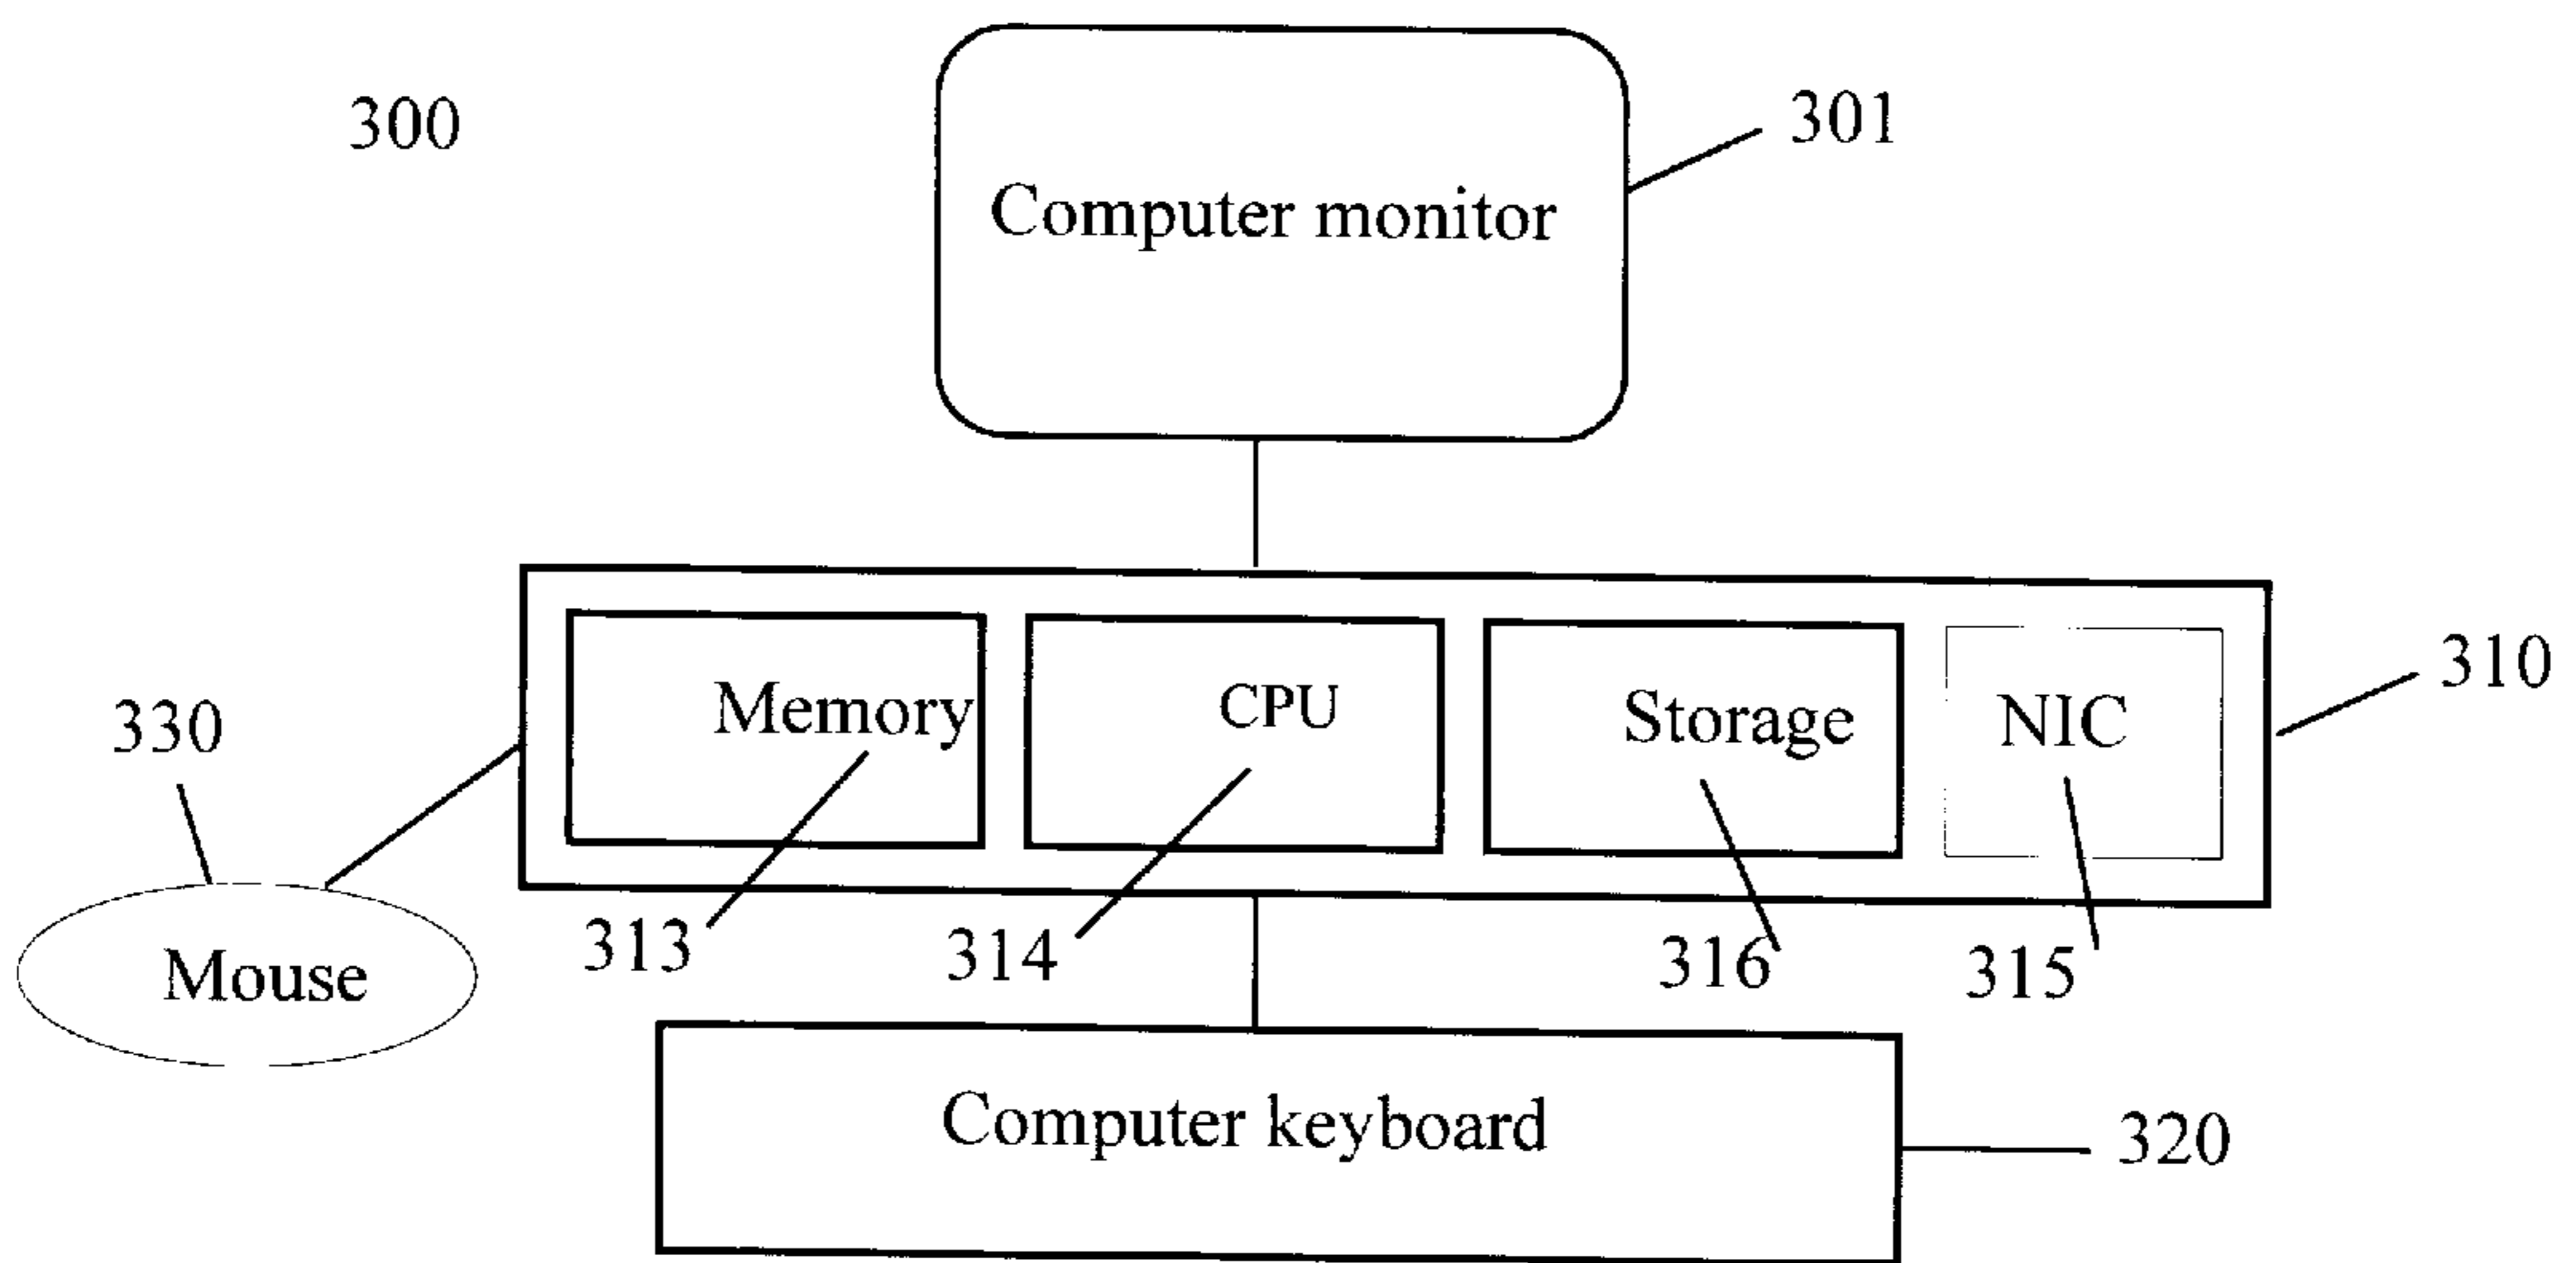 300
301
Computer monitor
310
Memory
CPU
Storage
NIC
330
313
314
316
315
Mouse
Computer keyboard
320